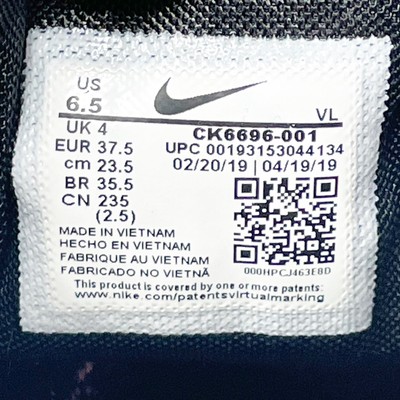 US
6.5
VL
UK 4
CK6696-001
EUR 37.5
UPC 00193153044134
cm 23.5
02/20/19 | 04/19/19
BR 35.5
CN 235
(2.5)
MADE IN VIETNAM
HECHO EN VIETNAM
FABRIQUE AU VIETNAM
FABRICADO NO VIETNÃ
000HPCJ463E8D
This product is covered by one or more patents
www.nike.com/patentsvirtualmarking